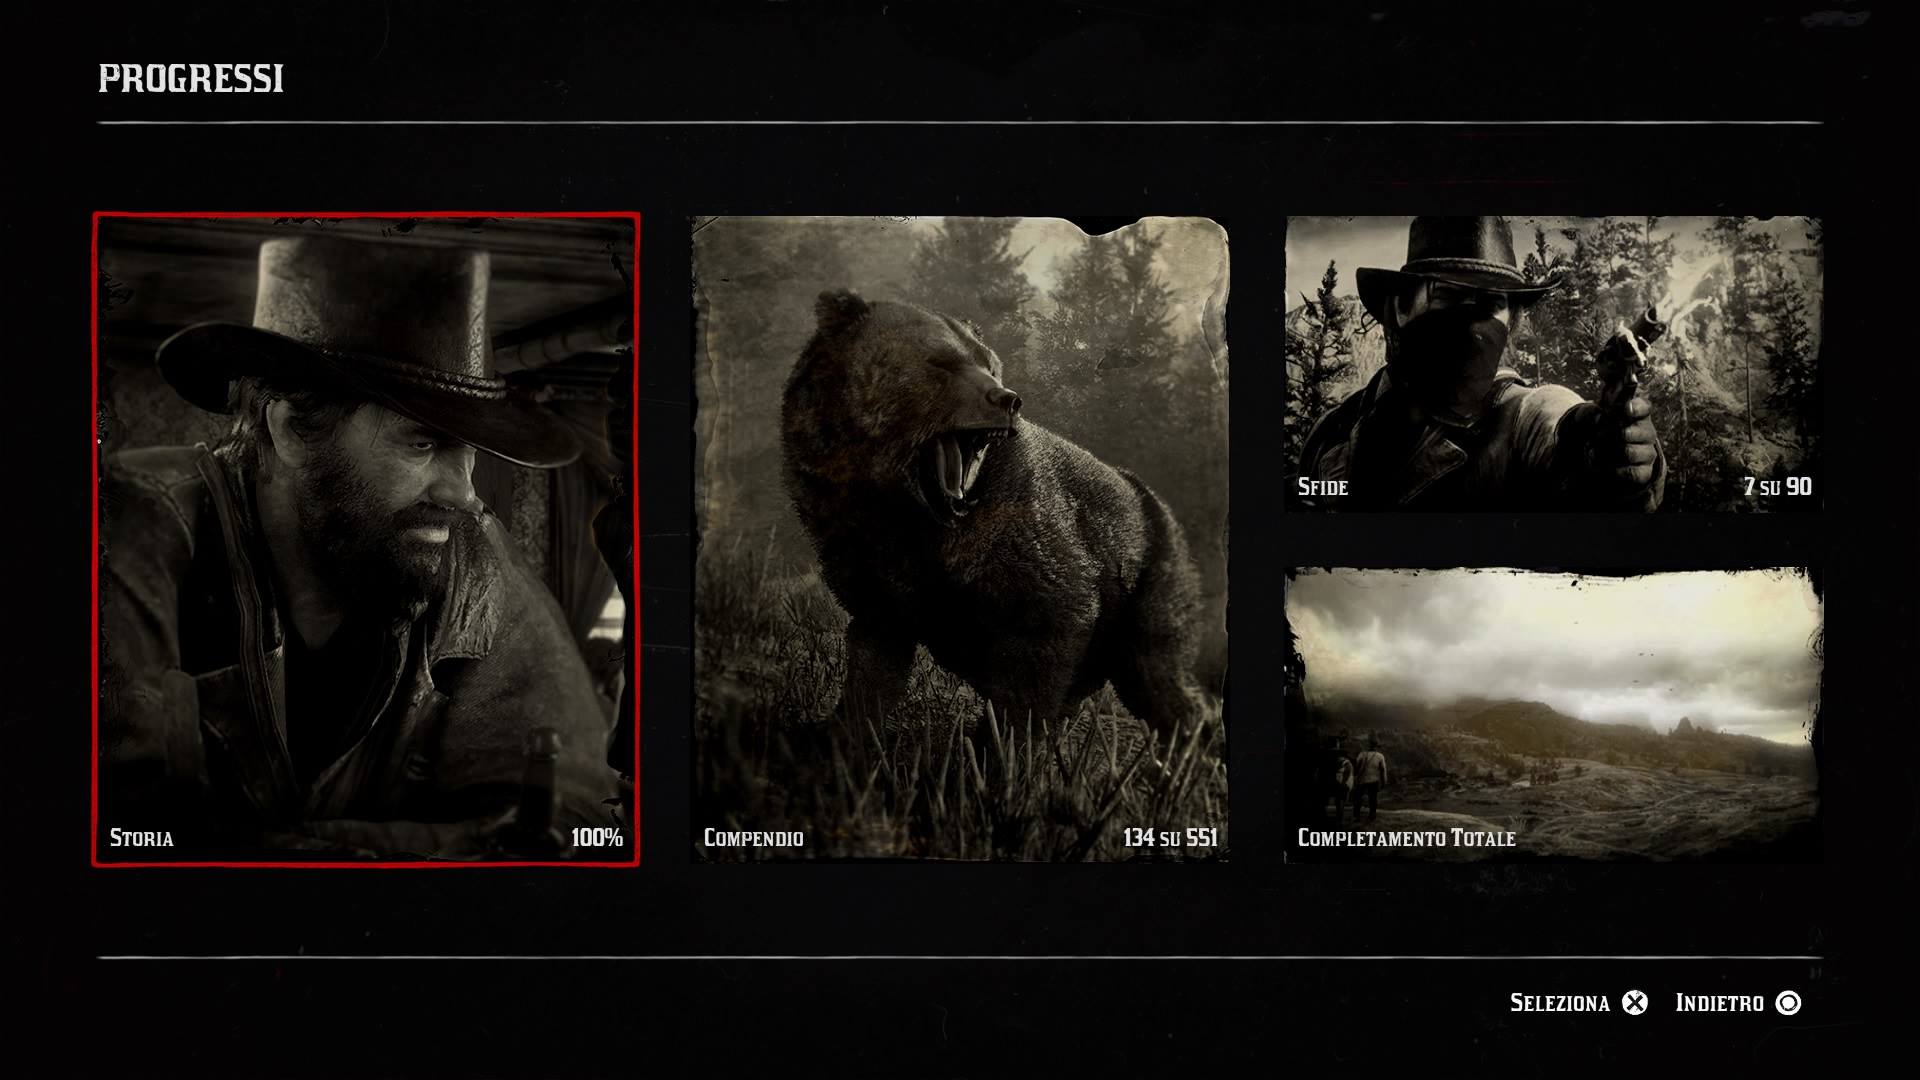 PROGRESSI
Storia 100%
Compendio 134 su 551
Sfide 7 su 90
Completamento Totale
Seleziona Indietro